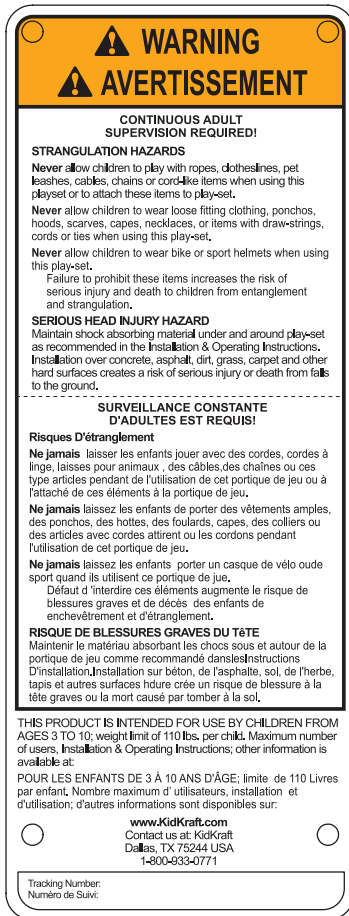 WARNING
AVERTISSEMENT
CONTINUOUS ADULT
SUPERVISION REQUIRED!
STRANGULATION HAZARDS
Never allow children to play with ropes, clotheslines, pet
leashes, cables, chains or cord-like items when using this
playset or to attach these items to play-set.
Never allow children to wear loose fitting clothing, ponchos,
hoods, scarves, capes, necklaces, or items with draw-strings,
cords or ties when using this play-set.
Never allow children to wear bike or sport helmets when using
this play-set.
Failure to prohibit these items increases the risk of
serious injury and death to children from entanglement
and strangulation.
SERIOUS HEAD INJURY HAZARD
Maintain shock absorbing material under and around play-set
as recommended in the Installation & Operating Instructions.
Installation over concrete, asphalt, dirt, grass, carpet and other
hard surfaces creates a risk of serious injury or death from falls
to the ground.
SURVEILLANCE CONSTANTE
D'ADULTES EST REQUIS!
Risques D'étranglement
Ne jamais laisser les enfants jouer avec des cordes, cordes à
linge, laisses pour animaux , des câbles,des chaînes ou ces
type articles pendant de l'utilisation de cet portique de jeu ou à
l'attaché de ces éléments à la portique de jeu.
Ne jamais laissez les enfants de porter des vêtements amples,
des ponchos, des hottes, des foulards, capes, des colliers ou
des articles avec cordes attirent ou les cordons pendant
l'utilisation de cet portique de jeu.
Ne jamais laissez les enfants porter un casque de vélo oude
sport quand ils utilisent ce portique de jue.
Défaut d 'interdire ces éléments augmente le risque de
blessures graves et de décès des enfants de
enchevêtrement et d'étranglement.
RISQUE DE BLESSURES GRAVES DU TêTE
Maintenir le matériau absorbant les chocs sous et autour de la
portique de jeu comme recommandé danslesInstructions
D'installation.Installation sur béton, de l'asphalte, sol, de l'herbe,
tapis et autres surfaces hdure crée un risque de blessure à la
tête graves ou la mort causé par tomber à la sol.
THIS PRODUCT IS INTENDED FOR USE BY CHILDREN FROM
AGES 3 TO 10; weight limit of 110 lbs. per child. Maximum number
of users, Installation & Operating Instructions; other information is
available at:
POUR LES ENFANTS DE 3 À 10 ANS D'ÂGE; limite de 110 Livres
par enfant. Nombre maximum d' utilisateurs, installation et
d'utilisation; d'autres informations sont disponibles sur:
www.KidKraft.com
Contact us at: KidKraft
Dallas, TX 75244 USA
1-800-933-0771
Tracking Number:
Numèro de Suivi: